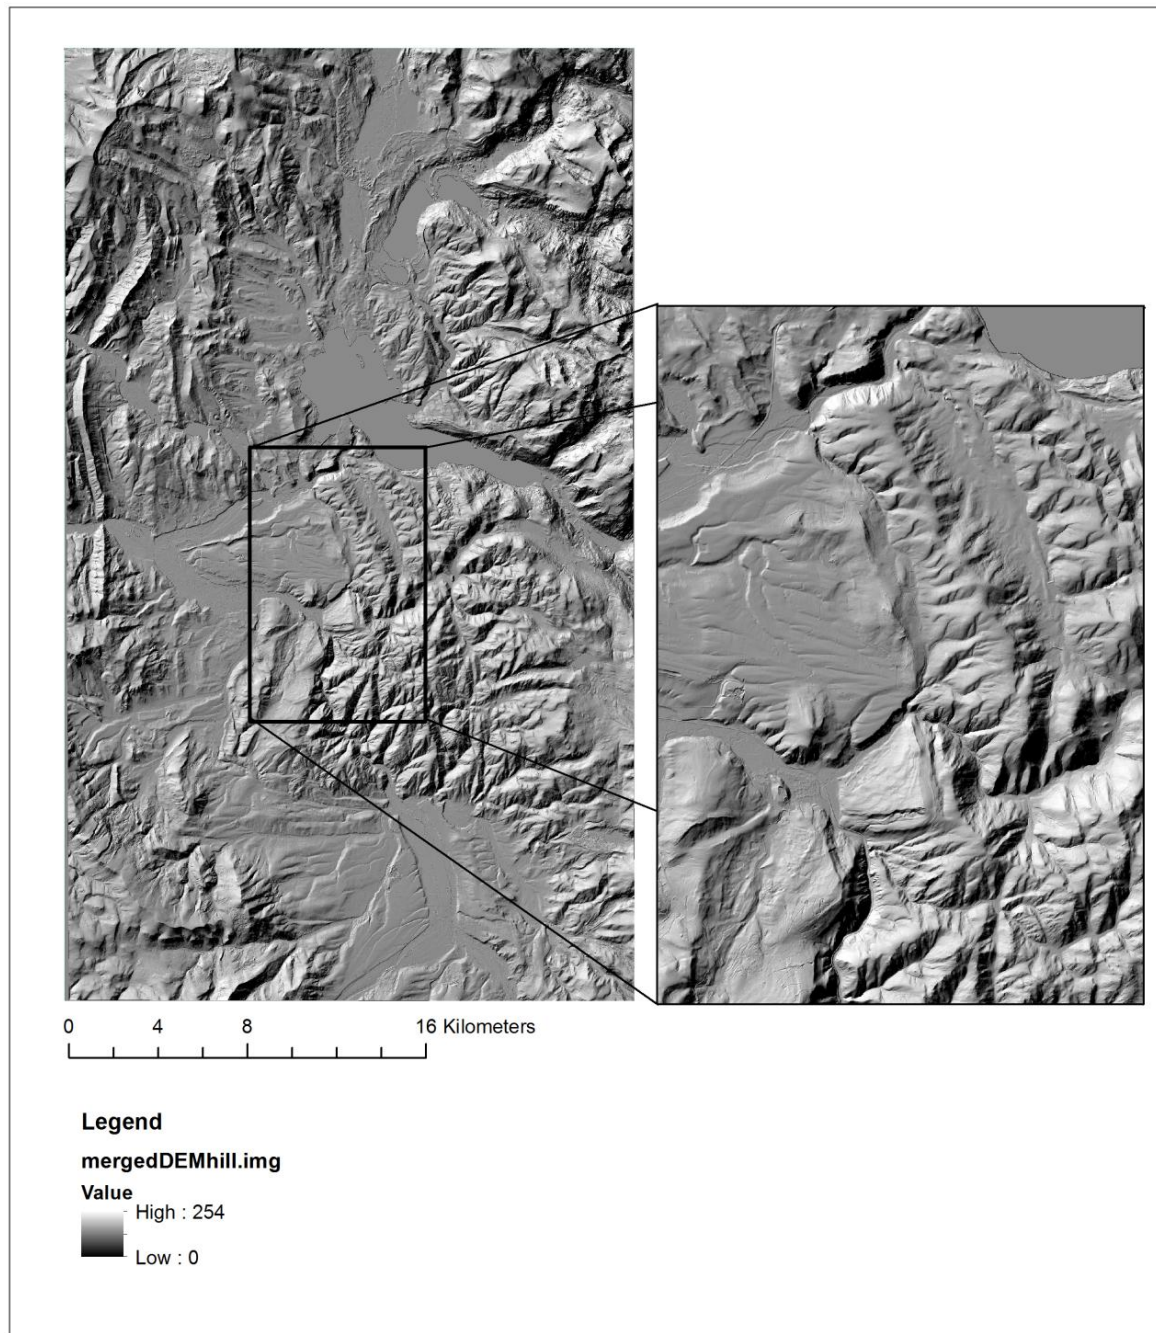 0 4 8 16 Kilometers
Legend
mergedDEMhill.img
Value
High : 254
Low : 0